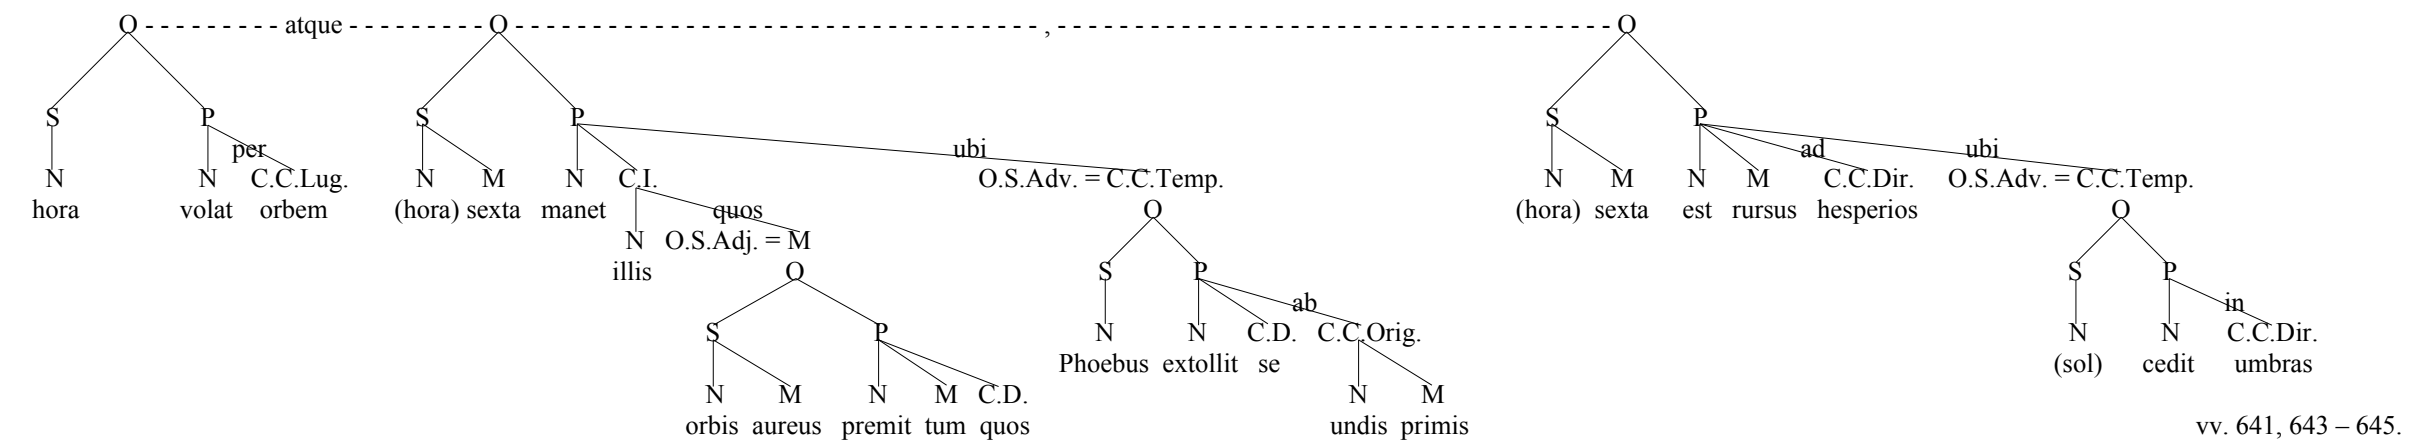 O - - - - - - - - - - atque - - - - - - - - - - O - - - - - - - - - - - - - - - - - - - - - - - - - - - - - - - - - - - - - - - , - - - - - - - - - - - - - - - - - - - - - - - - - - - - - - - - - - - - - - - - O
S P S P S P
per ubi ad ubi
N N C.C.Lug. N M N C.I. O.S.Adv. = C.C.Temp. N M N M C.C.Dir. O.S.Adv. = C.C.Temp.
hora volat orbem (hora) sexta manet quos O (hora) sexta est rursus hesperios O
N O.S.Adj. = M
illis O S P S P
ab in
S P N N C.D. C.C.Orig. N N C.C.Dir.
Phoebus extollit se (sol) cedit umbras
N M N M C.D. N M
orbis aureus premit tum quos undis primis vv. 641, 643 – 645.